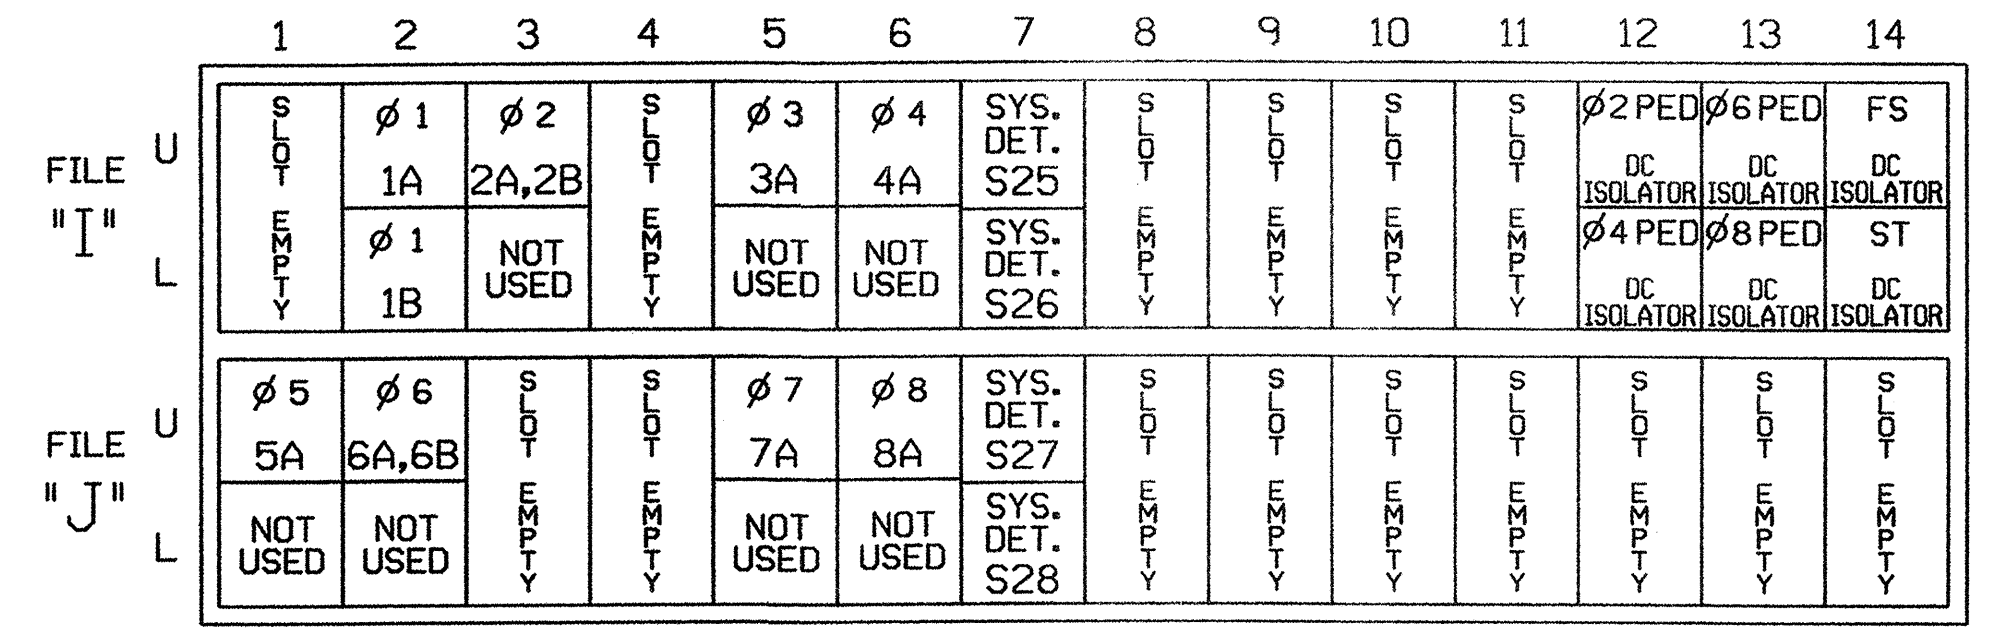 1 2 3 4 5 6 7 8 9 10 11 12 13 14
FILE "I"
U
SLOT EMPTY
Ø 1
1A
Ø 2
2A,2B
SLOT EMPTY
Ø 3
3A
Ø 4
4A
SYS.
DET.
S25
SLOT EMPTY
SLOT EMPTY
SLOT EMPTY
SLOT EMPTY
Ø2 PED
DC
ISOLATOR
Ø6 PED
DC
ISOLATOR
FS
DC
ISOLATOR
L
Ø 1
1B
NOT
USED
NOT
USED
NOT
USED
SYS.
DET.
S26
Ø4 PED
DC
ISOLATOR
Ø8 PED
DC
ISOLATOR
ST
DC
ISOLATOR
FILE "J"
U
Ø 5
5A
Ø 6
6A,6B
SLOT EMPTY
SLOT EMPTY
Ø 7
7A
Ø 8
8A
SYS.
DET.
S27
SLOT EMPTY
SLOT EMPTY
SLOT EMPTY
SLOT EMPTY
SLOT EMPTY
SLOT EMPTY
SLOT EMPTY
L
NOT
USED
NOT
USED
NOT
USED
NOT
USED
SYS.
DET.
S28